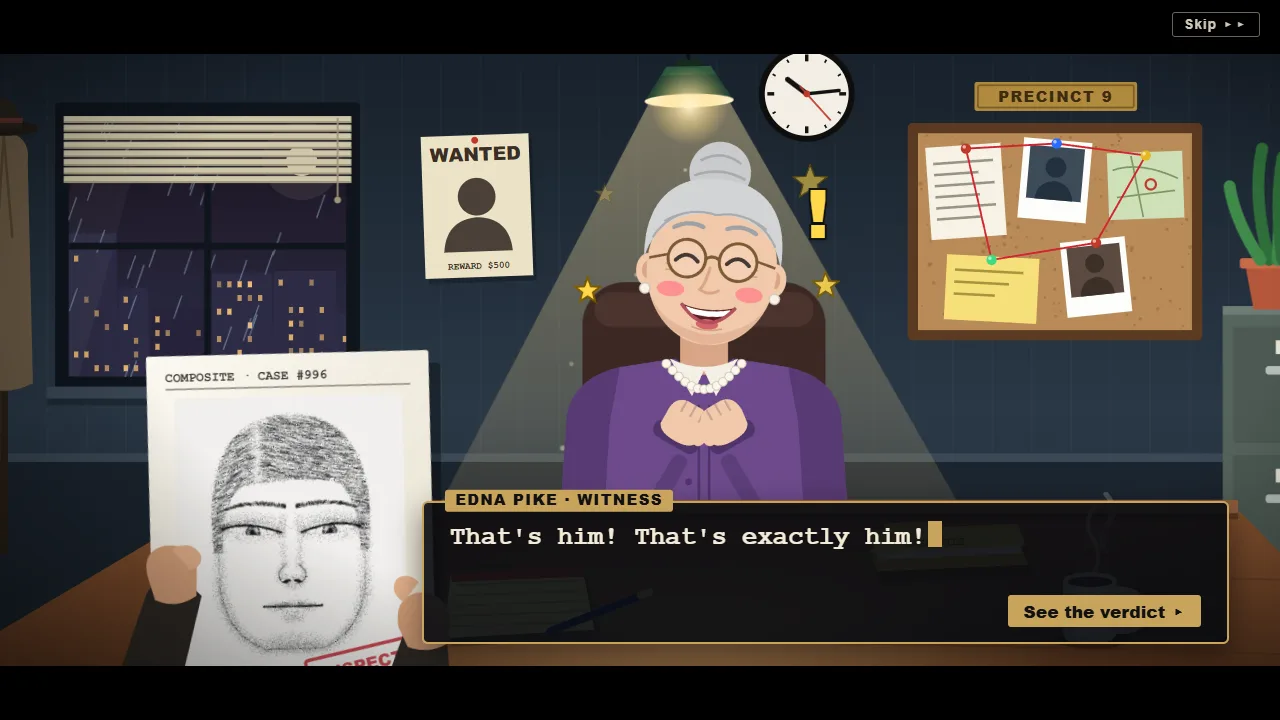 Skip ▸ ▸
PRECINCT 9
WANTED
REWARD $500
COMPOSITE · CASE #996
EDNA PIKE · WITNESS
That's him! That's exactly him!
See the verdict ▸